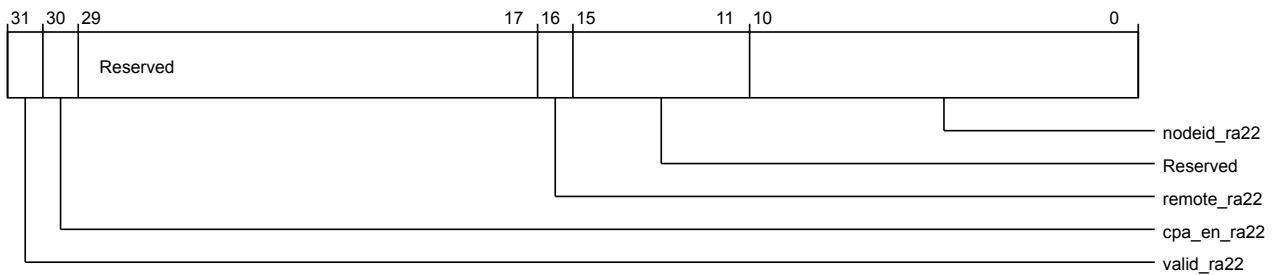 31 30 29 17 16 15 11 10 0
Reserved
nodeid_ra22
Reserved
remote_ra22
cpa_en_ra22
valid_ra22